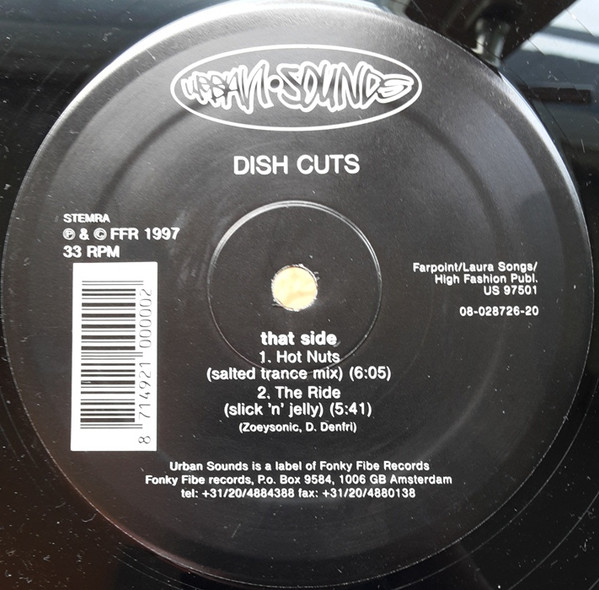 URBAN•SOUNDS
DISH CUTS
STEMRA
℗ & © FFR 1997
33 RPM
Farpoint/Laura Songs/
High Fashion Publ.
US 97501
08-028726-20
8 714921 000002
that side
1. Hot Nuts
(salted trance mix) (6:05)
2. The Ride
(slick 'n' jelly) (5:41)
(Zoeysonic, D. Denfri)
Urban Sounds is a label of Fonky Fibe Records
Fonky Fibe records, P.o. Box 9584, 1006 GB Amsterdam
tel: +31/20/4884388 fax: +31/20/4880138